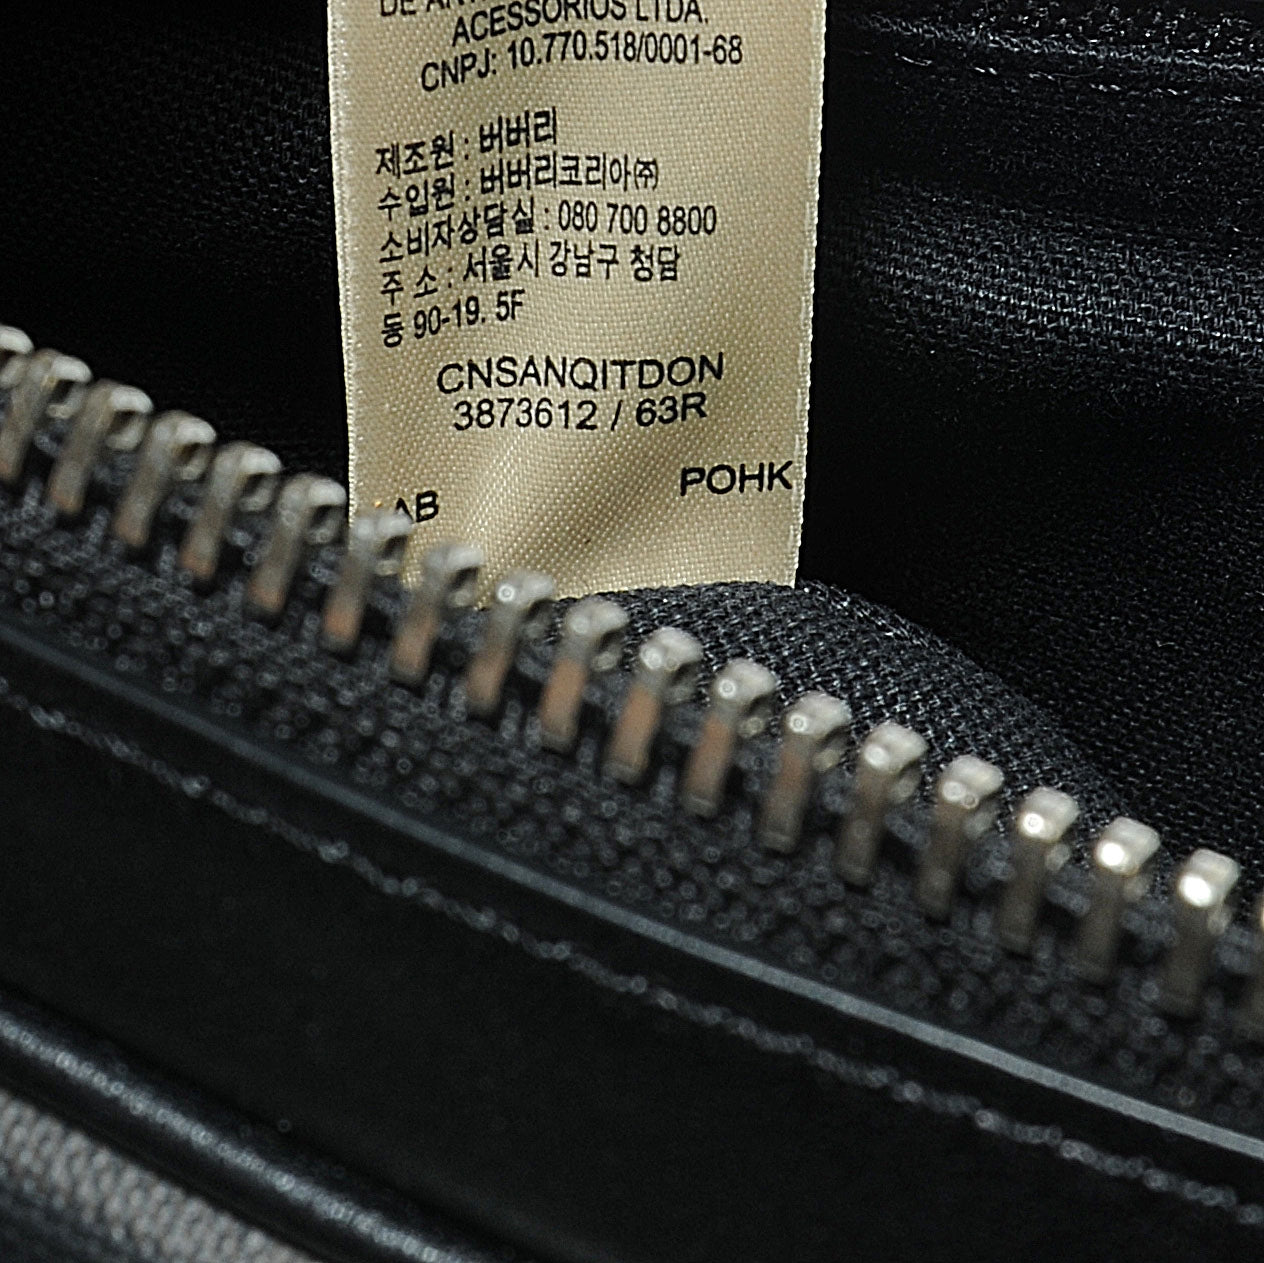 DE
ACESSORIOS LTDA.
CNPJ: 10.770.518/0001-68
제조원 : 버버리
수입원 : 버버리코리아㈜
소비자상담실 : 080 700 8800
주 소 : 서울시 강남구 청담
동 90-19. 5F
CNSANQITDON
3873612 / 63R
POHK